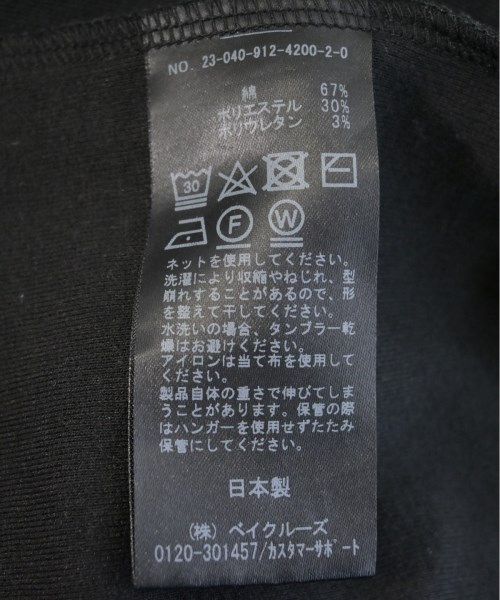 NO. 23-040-912-4200-2-0
綿 67%
ポリエステル 30%
ポリウレタン 3%
30
F W
ネットを使用してください。
洗濯により収縮やねじれ、型
崩れすることがあるので、形
を整えて干してください。
水洗いの場合、タンブラー乾
燥はお避けください。
アイロンは当て布を使用して
ください。
製品自体の重さで伸びてしま
うことがあります。保管の際
はハンガーを使用せずたたみ
保管にしてください。
日本製
(株) ベイクルーズ
0120-301457/カスタマーサポート